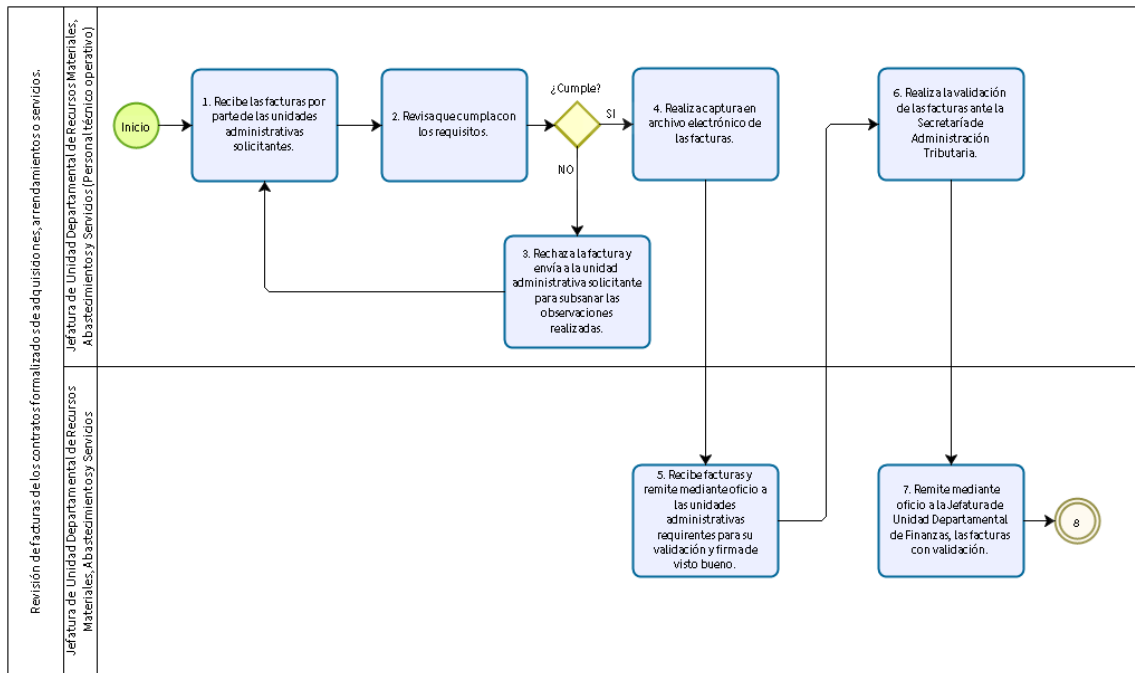 Revisión de facturas de los contratos formalizados de adquisiciones, arrendamientos o servicios.
Jefatura de Unidad Departamental de Recursos Materiales,
Abastecimientos y Servicios (Personal técnico operativo)
Inicio
1. Recibe las facturas por
parte de las unidades
administrativas
solicitantes.
2. Revisa que cumpla con
los requisitos.
¿Cumple?
SI
NO
3. Rechaza la factura y
envía a la unidad
administrativa solicitante
para subsanar las
observaciones
realizadas.
4. Realiza captura en
archivo electrónico de
las facturas.
6. Realiza la validación
de las facturas ante la
Secretaría de
Administración
Tributaria.
Jefatura de Unidad Departamental de Recursos
Materiales, Abastecimientos y Servicios
5. Recibe facturas y
remite mediante oficio a
las unidades
administrativas
requirentes para su
validación y firma de
visto bueno.
7. Remite mediante
oficio a la Jefatura de
Unidad Departamental
de Finanzas, las facturas
con validación.
8